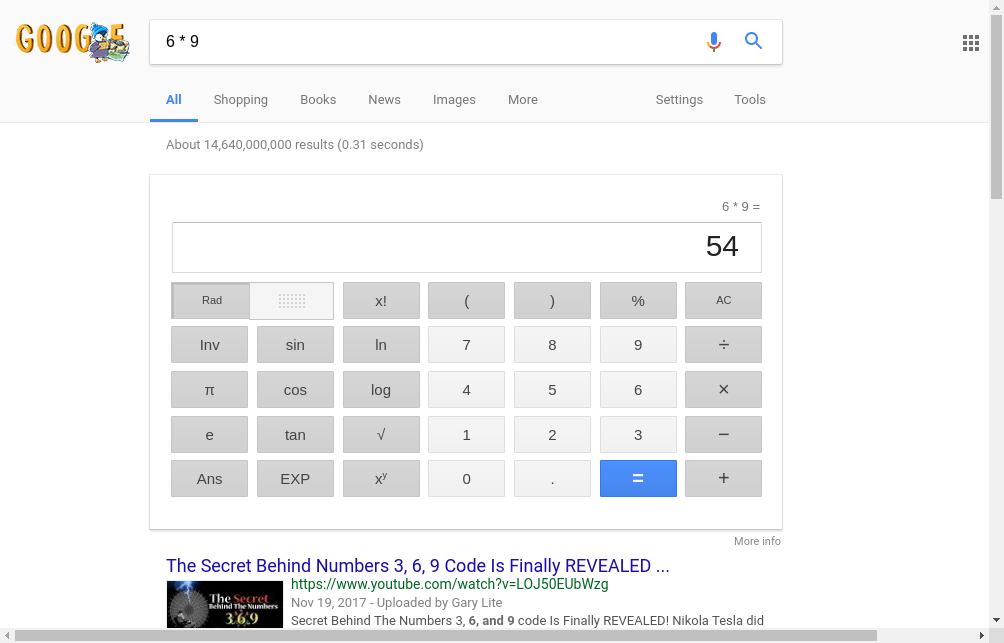 GOOGLE
6 * 9
All Shopping Books News Images More Settings Tools
About 14,640,000,000 results (0.31 seconds)
6 * 9 =
54
Rad x! ( ) % AC
Inv sin ln 7 8 9 ÷
π cos log 4 5 6 ×
e tan √ 1 2 3 −
Ans EXP xʸ 0 . = +
More info
The Secret Behind Numbers 3, 6, 9 Code Is Finally REVEALED ...
https://www.youtube.com/watch?v=LOJ50EUbWzg
The Secret
Behind The Numbers
3 6 9
Nov 19, 2017 - Uploaded by Gary Lite
Secret Behind The Numbers 3, 6, and 9 code Is Finally REVEALED! Nikola Tesla did